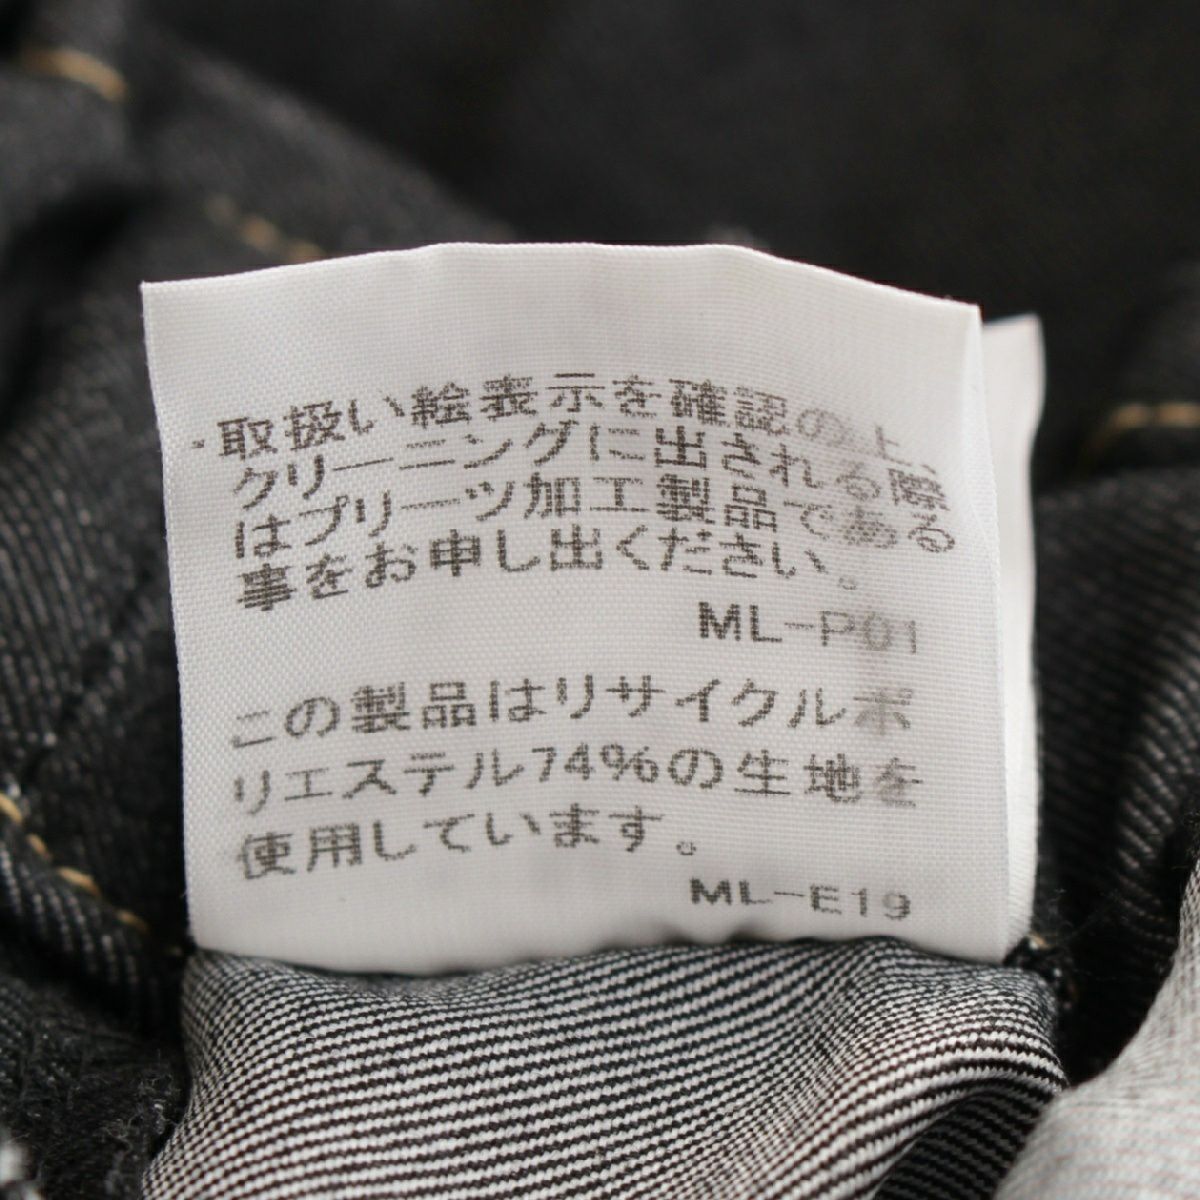 ・取扱い絵表示を確認の上、
クリーニングに出される際
はプリーツ加工製品である
事をお申し出ください。
ML-P01
この製品はリサイクルポ
リエステル74%の生地を
使用しています。
ML-E19